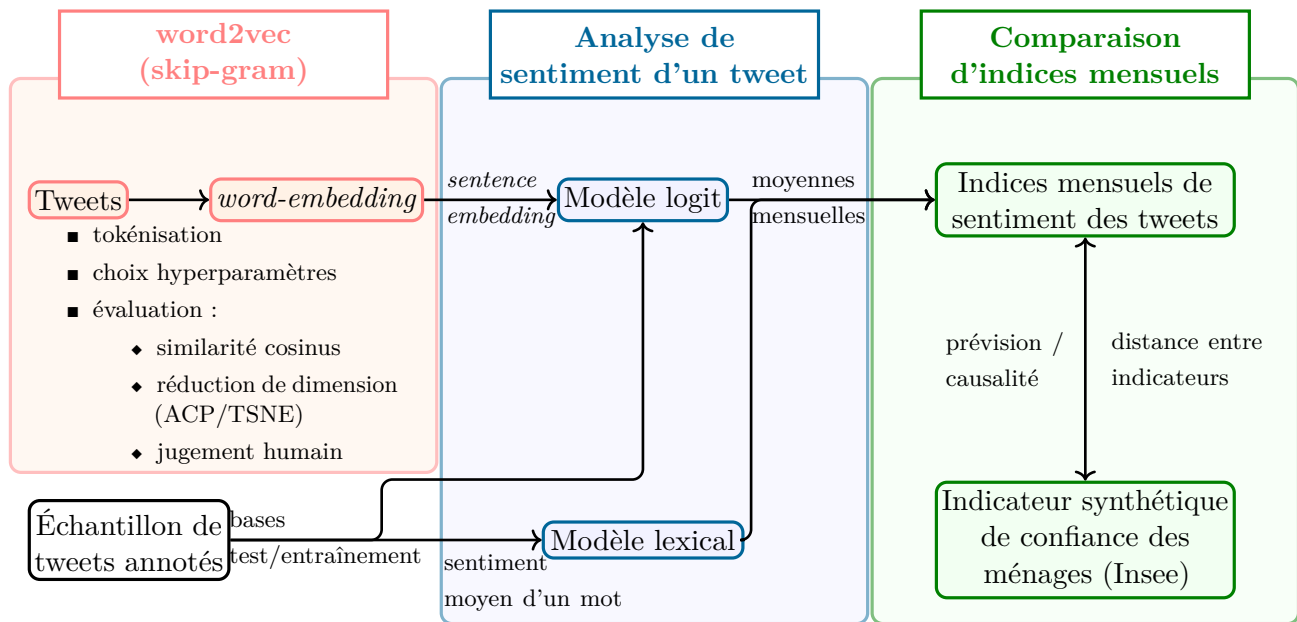 word2vec
(skip-gram)
Analyse de
sentiment d'un tweet
Comparaison
d'indices mensuels
Tweets
word-embedding
sentence
embedding
Modèle logit
moyennes
mensuelles
Indices mensuels de
sentiment des tweets
■ tokénisation
■ choix hyperparamètres
■ évaluation :
◆ similarité cosinus
◆ réduction de dimension
(ACP/TSNE)
◆ jugement humain
prévision /
causalité
distance entre
indicateurs
Échantillon de
tweets annotés
bases
test/entraînement
Modèle lexical
sentiment
moyen d'un mot
Indicateur synthétique
de confiance des
ménages (Insee)